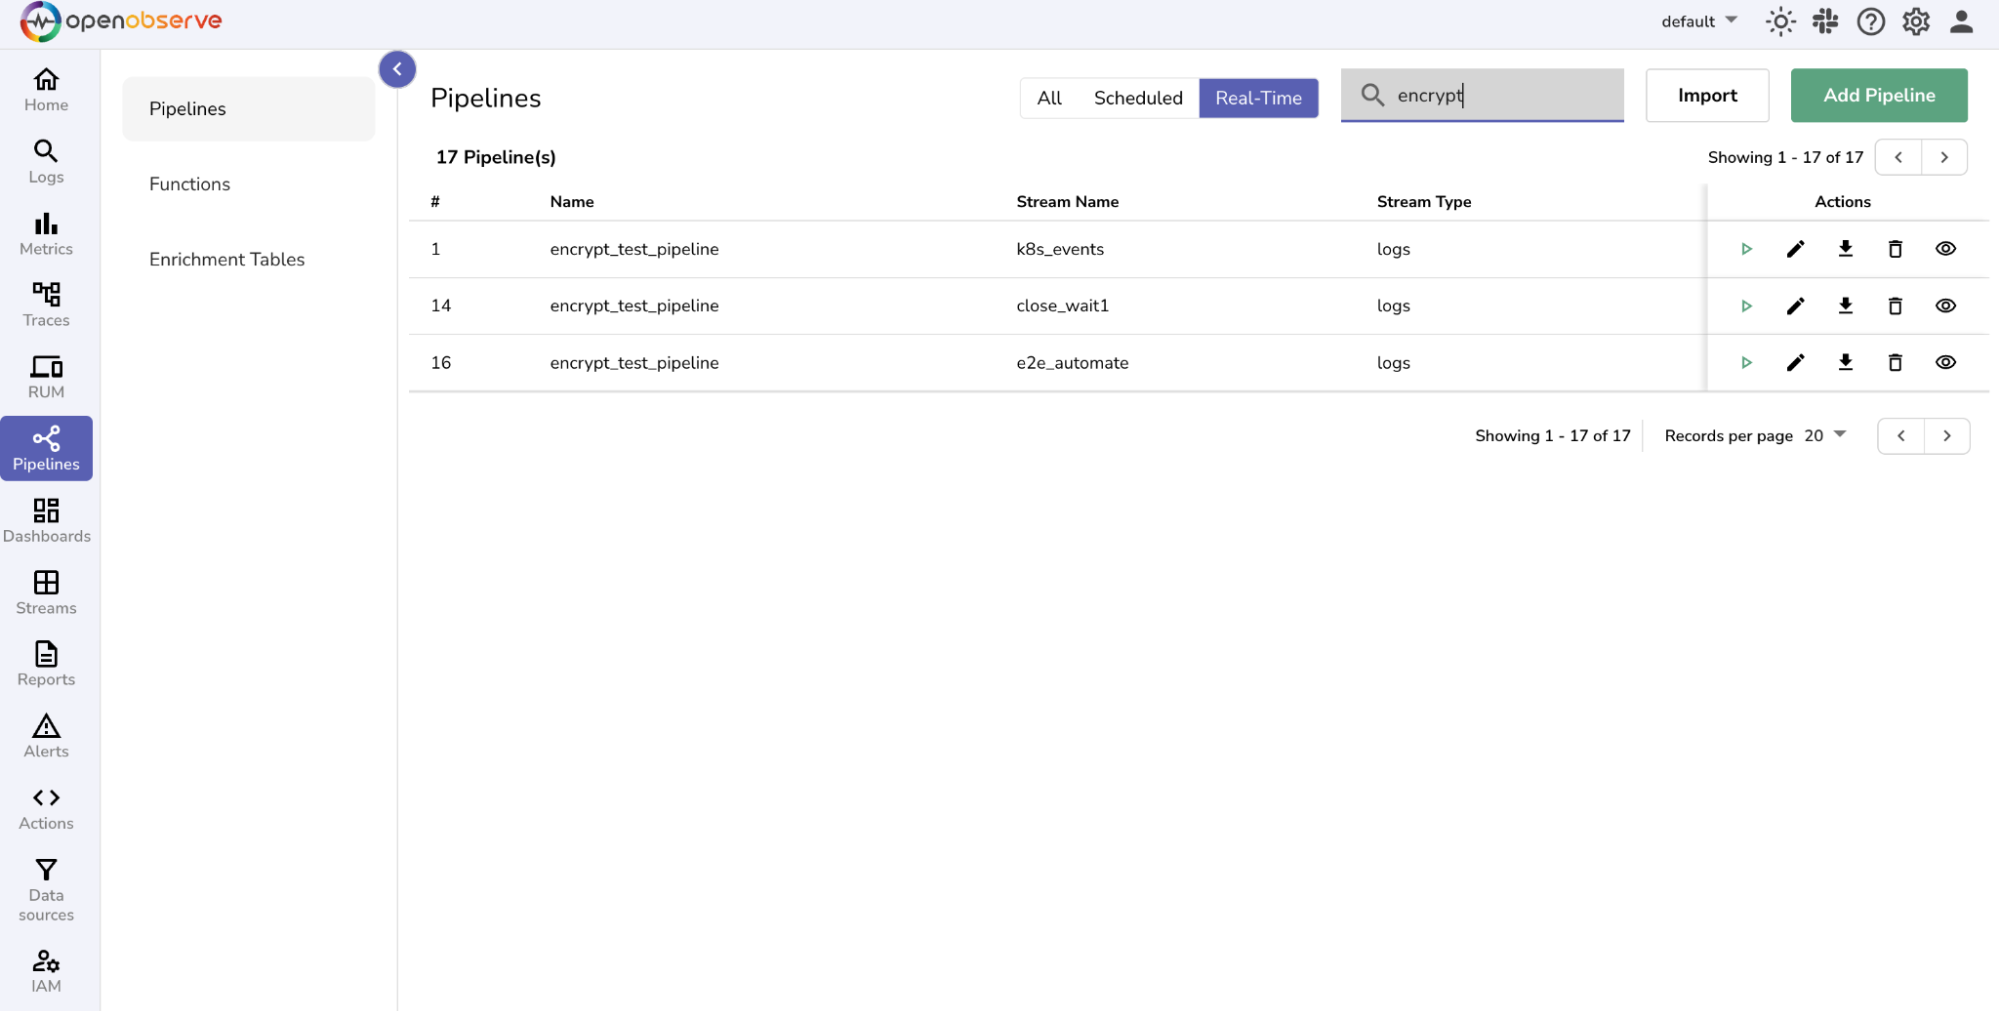 openobserve
default
Home
Logs
Metrics
Traces
RUM
Pipelines
Dashboards
Streams
Reports
Alerts
Actions
Data
sources
IAM
Pipelines
Functions
Enrichment Tables
Pipelines
All Scheduled Real-Time
encrypt
Import
Add Pipeline
17 Pipeline(s)
Showing 1 - 17 of 17
# Name Stream Name Stream Type Actions
1 encrypt_test_pipeline k8s_events logs
14 encrypt_test_pipeline close_wait1 logs
16 encrypt_test_pipeline e2e_automate logs
Showing 1 - 17 of 17 Records per page 20